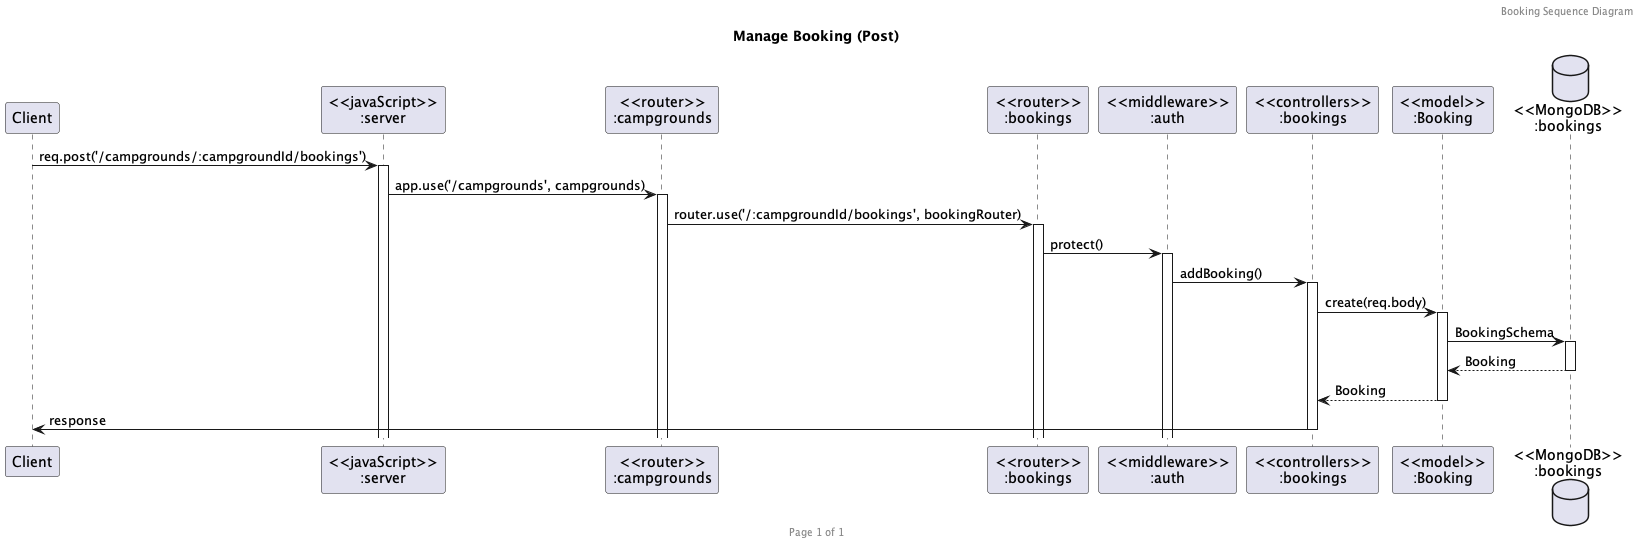 Booking Sequence Diagram
Manage Booking (Post)
Client
<<javaScript>>
:server
<<router>>
:campgrounds
<<router>>
:bookings
<<middleware>>
:auth
<<controllers>>
:bookings
<<model>>
:Booking
<<MongoDB>>
:bookings
req.post('/campgrounds/:campgroundId/bookings')
app.use('/campgrounds', campgrounds)
router.use('/:campgroundId/bookings', bookingRouter)
protect()
addBooking()
create(req.body)
BookingSchema
Booking
Booking
response
Client
<<javaScript>>
:server
<<router>>
:campgrounds
<<router>>
:bookings
<<middleware>>
:auth
<<controllers>>
:bookings
<<model>>
:Booking
<<MongoDB>>
:bookings
Page 1 of 1